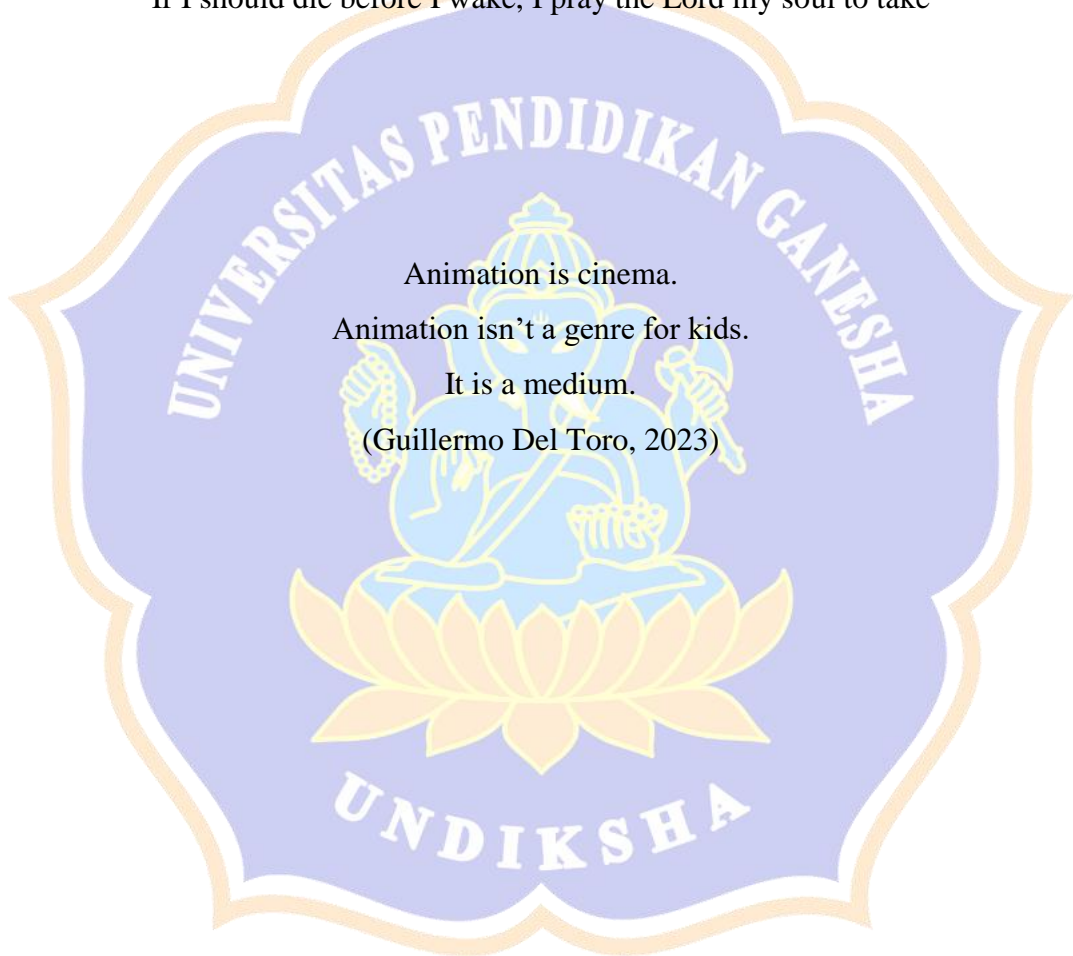 If I should die before I wake, I pray the Lord my soul to take
UNIVERSITAS PENDIDIKAN GANESHA
Animation is cinema.
Animation isn’t a genre for kids.
It is a medium.
(Guillermo Del Toro, 2023)
UNDIKSHA